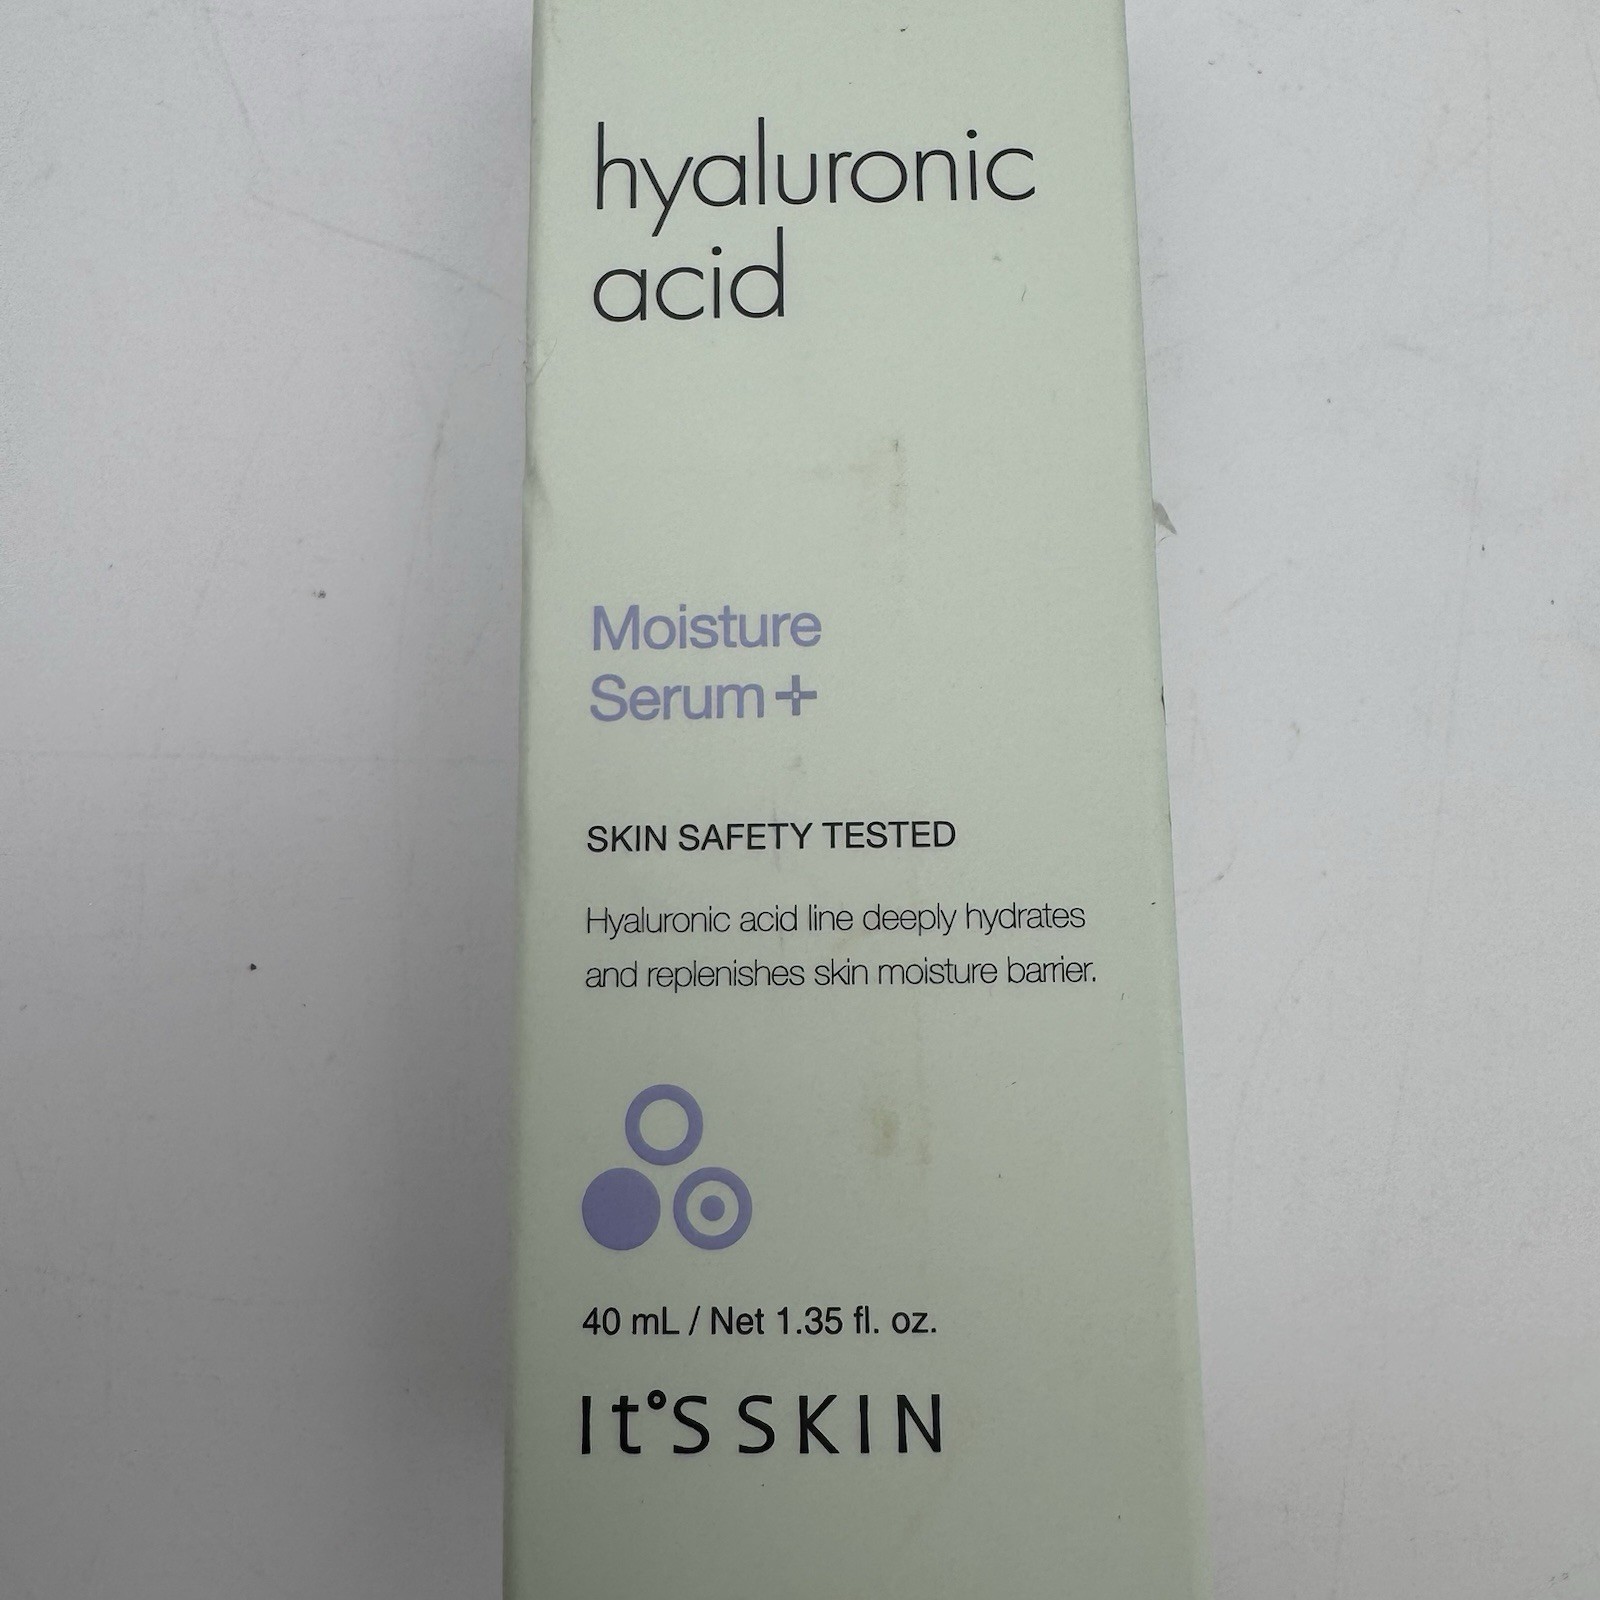 hyaluronic
acid
Moisture
Serum+
SKIN SAFETY TESTED
Hyaluronic acid line deeply hydrates
and replenishes skin moisture barrier.
40 mL / Net 1.35 fl. oz.
It°S SKIN